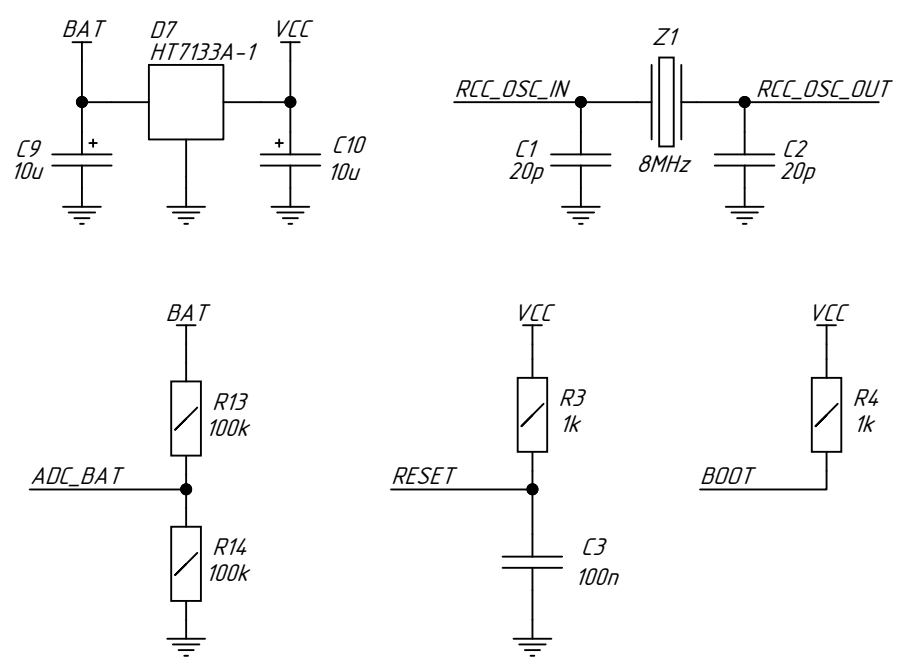 BAT
D7
HT7133A-1
VCC
+
C9
10u
+
C10
10u
Z1
RCC_OSC_IN
RCC_OSC_OUT
C1
20p
8MHz
C2
20p
BAT
R13
100k
ADC_BAT
R14
100k
VCC
R3
1k
RESET
C3
100n
VCC
R4
1k
BOOT